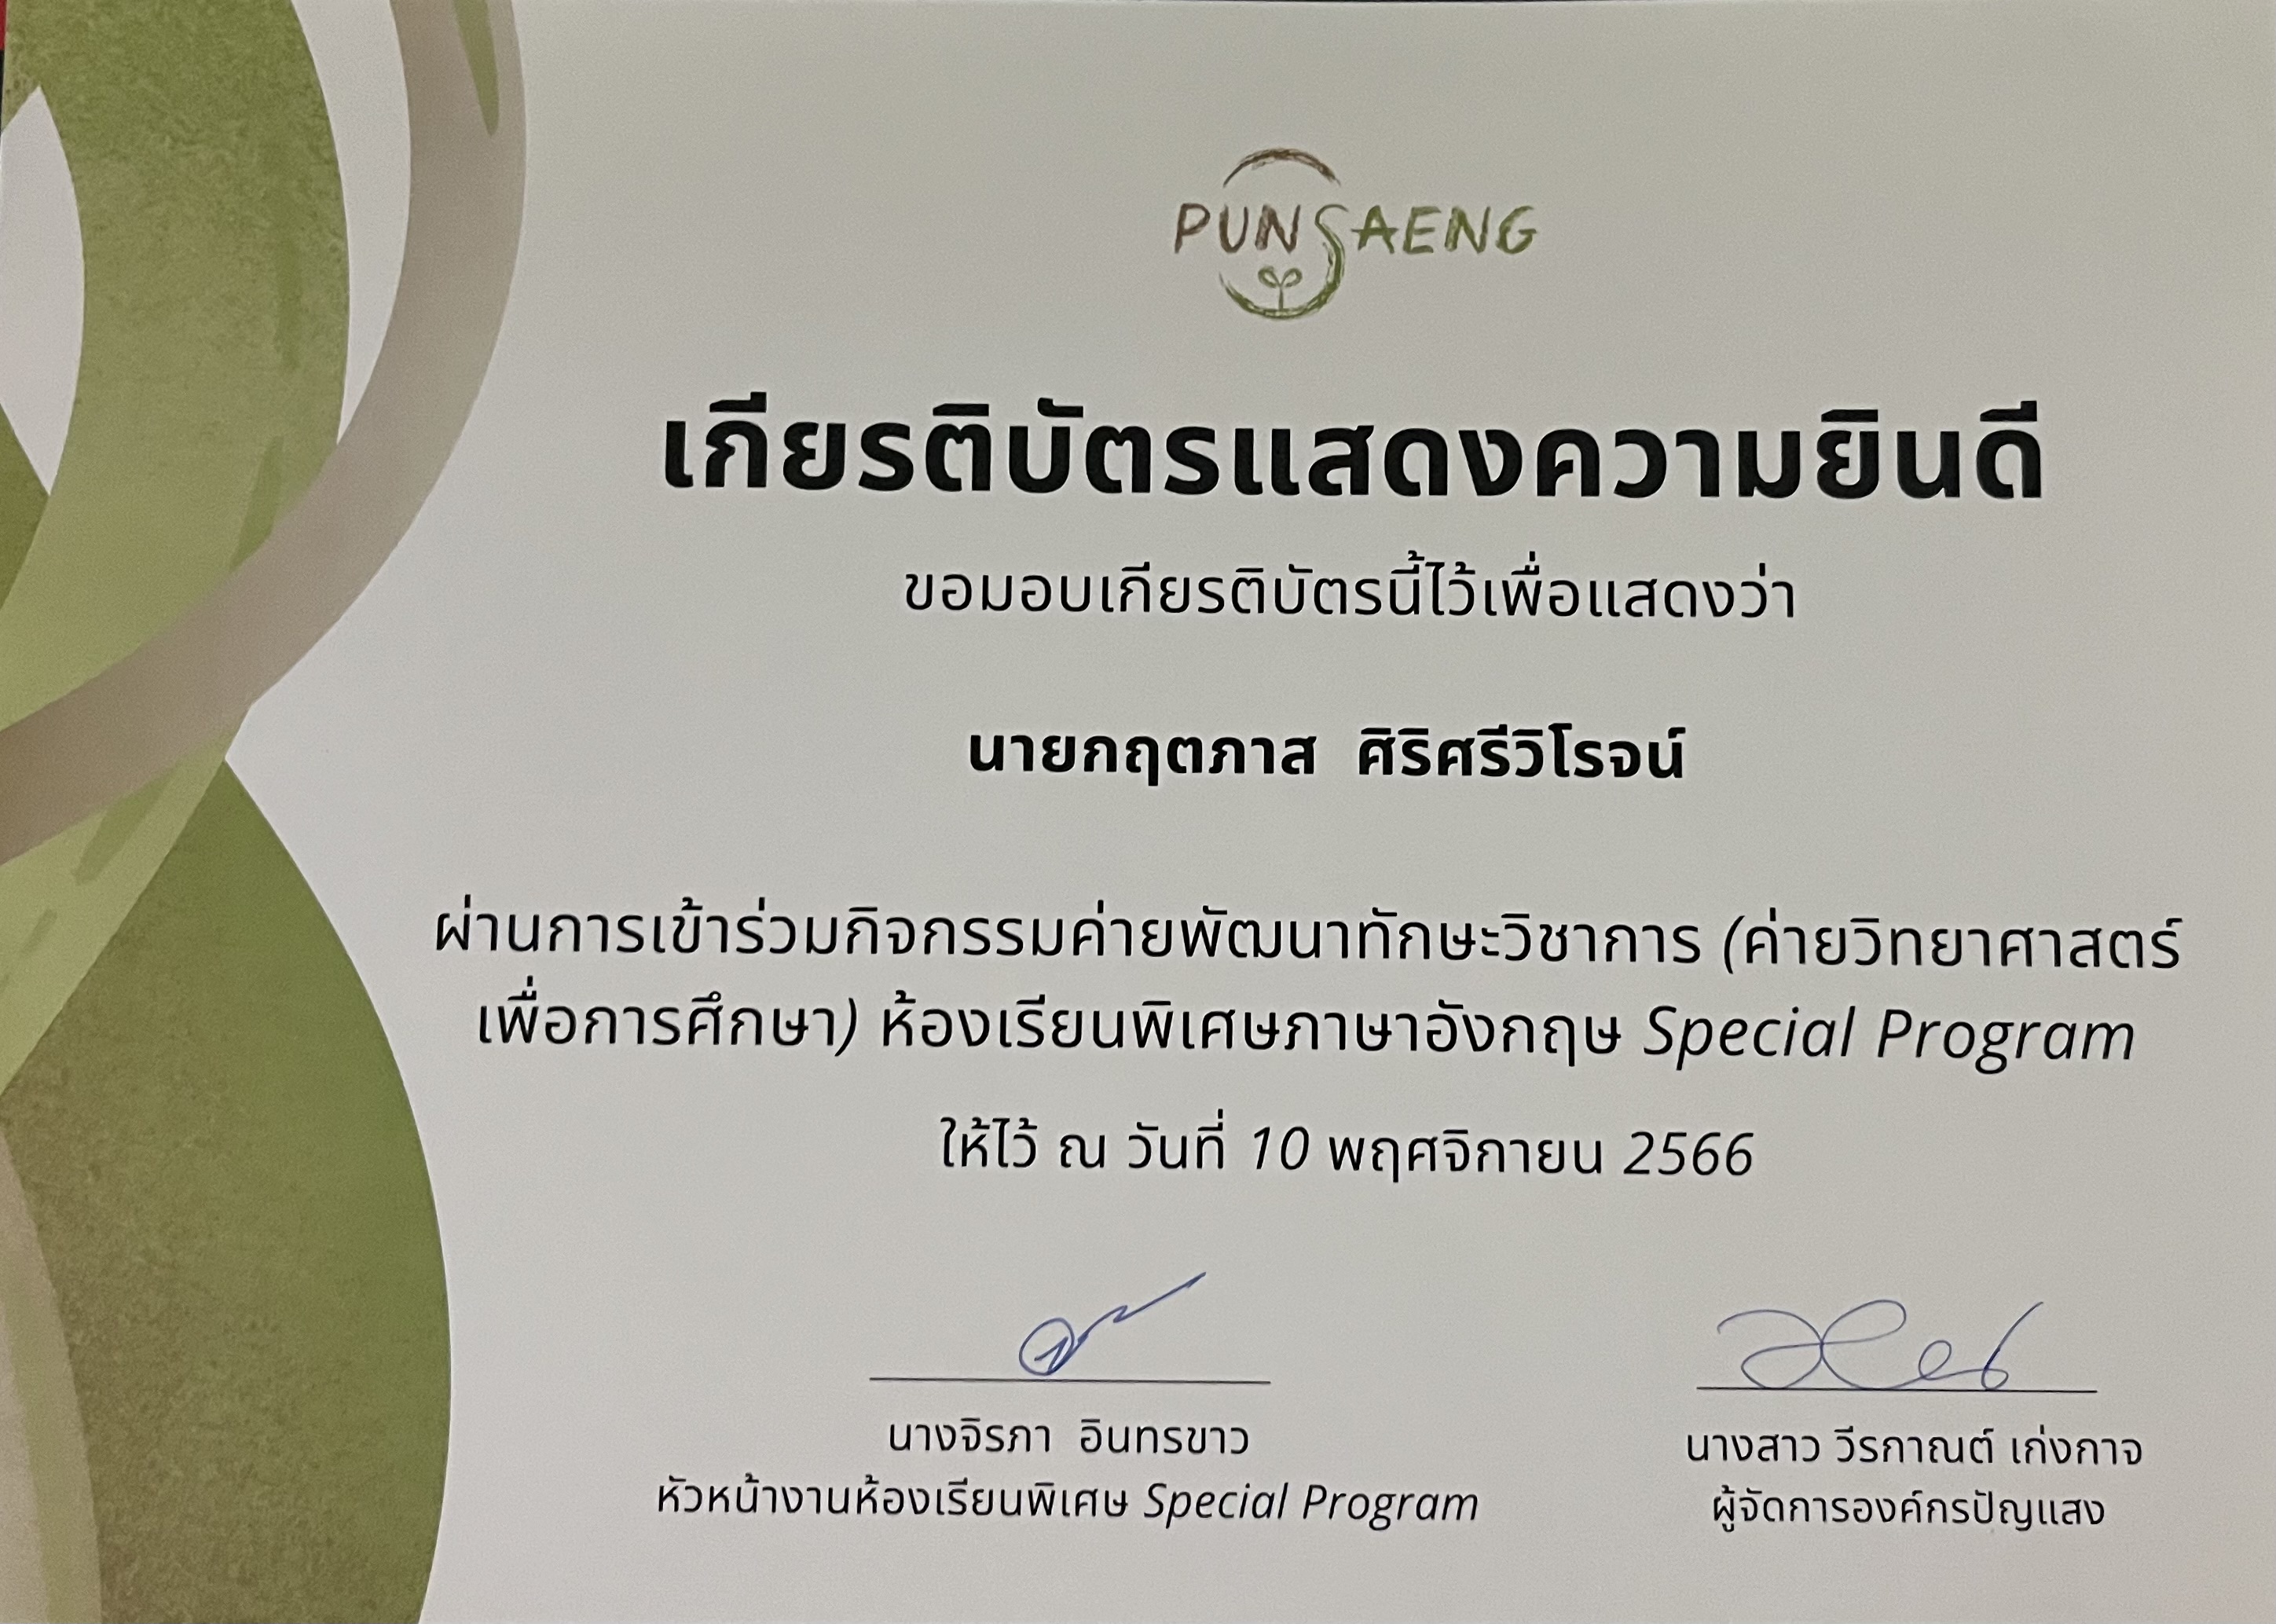 PUNSAENG
เกียรติบัตรแสดงความยินดี
ขอมอบเกียรติบัตรนี้ไว้เพื่อแสดงว่า
นายกฤตภาส ศิริศรีวิโรจน์
ผ่านการเข้าร่วมกิจกรรมค่ายพัฒนาทักษะวิชาการ (ค่ายวิทยาศาสตร์
เพื่อการศึกษา) ห้องเรียนพิเศษภาษาอังกฤษ Special Program
ให้ไว้ ณ วันที่ 10 พฤศจิกายน 2566
นางจิรภา อินทรขาว
หัวหน้างานห้องเรียนพิเศษ Special Program
นางสาว วีรกาณต์ เก่งกาจ
ผู้จัดการองค์กรปัญแสง